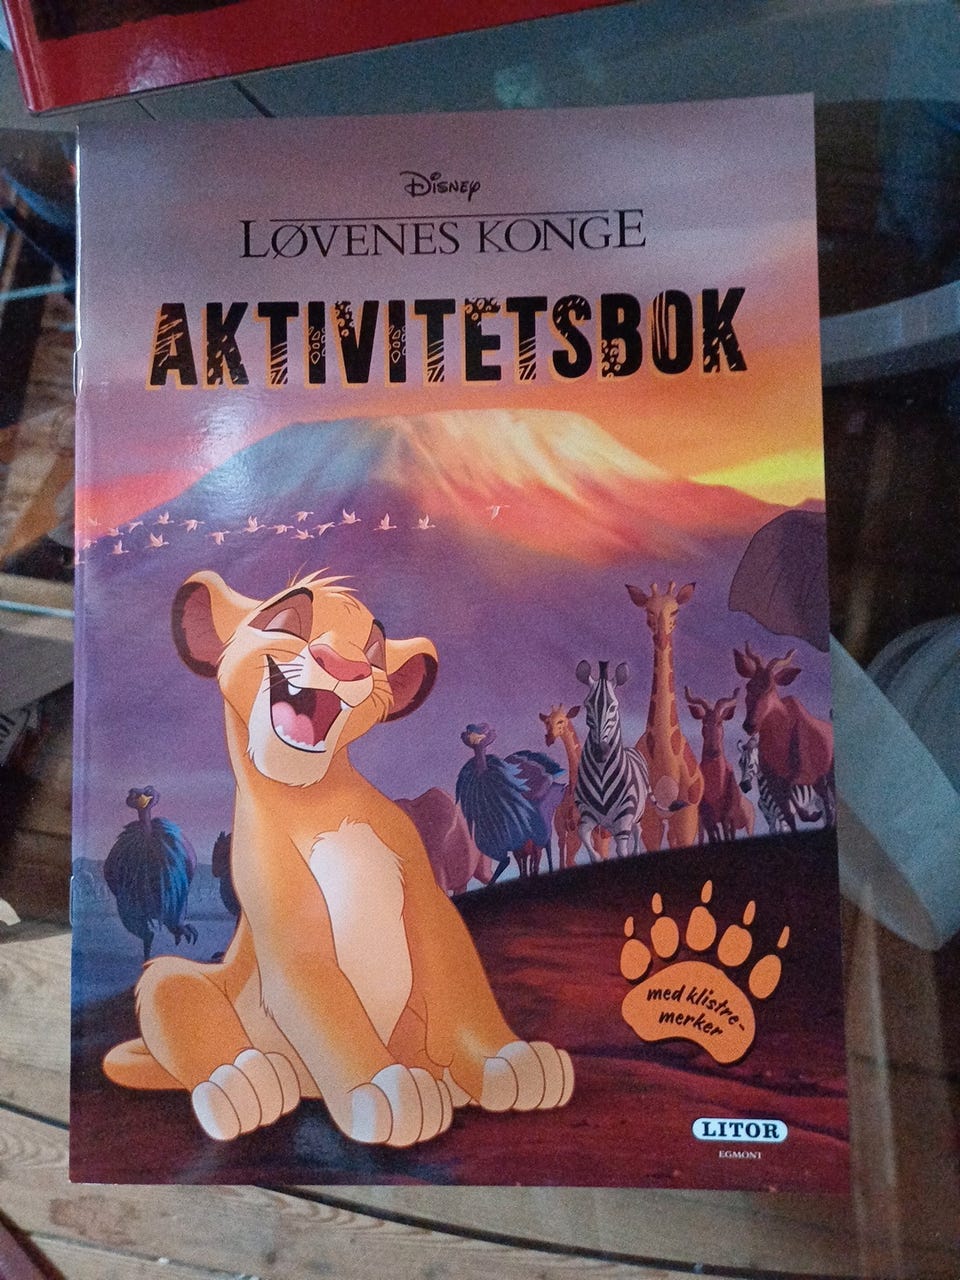 Disney
LØVENES KONGE
AKTIVITETSBOK
med klistre-
merker
LITOR
EGMONT